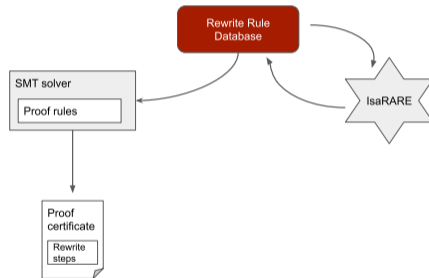 Rewrite Rule
Database
SMT solver
Proof rules
IsaRARE
Proof
certificate
Rewrite
steps